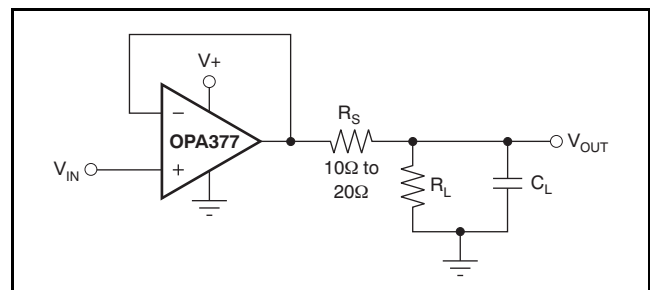 V+
−
OPA377
+
V_IN
R_S
10Ω to
20Ω
R_L
C_L
V_OUT